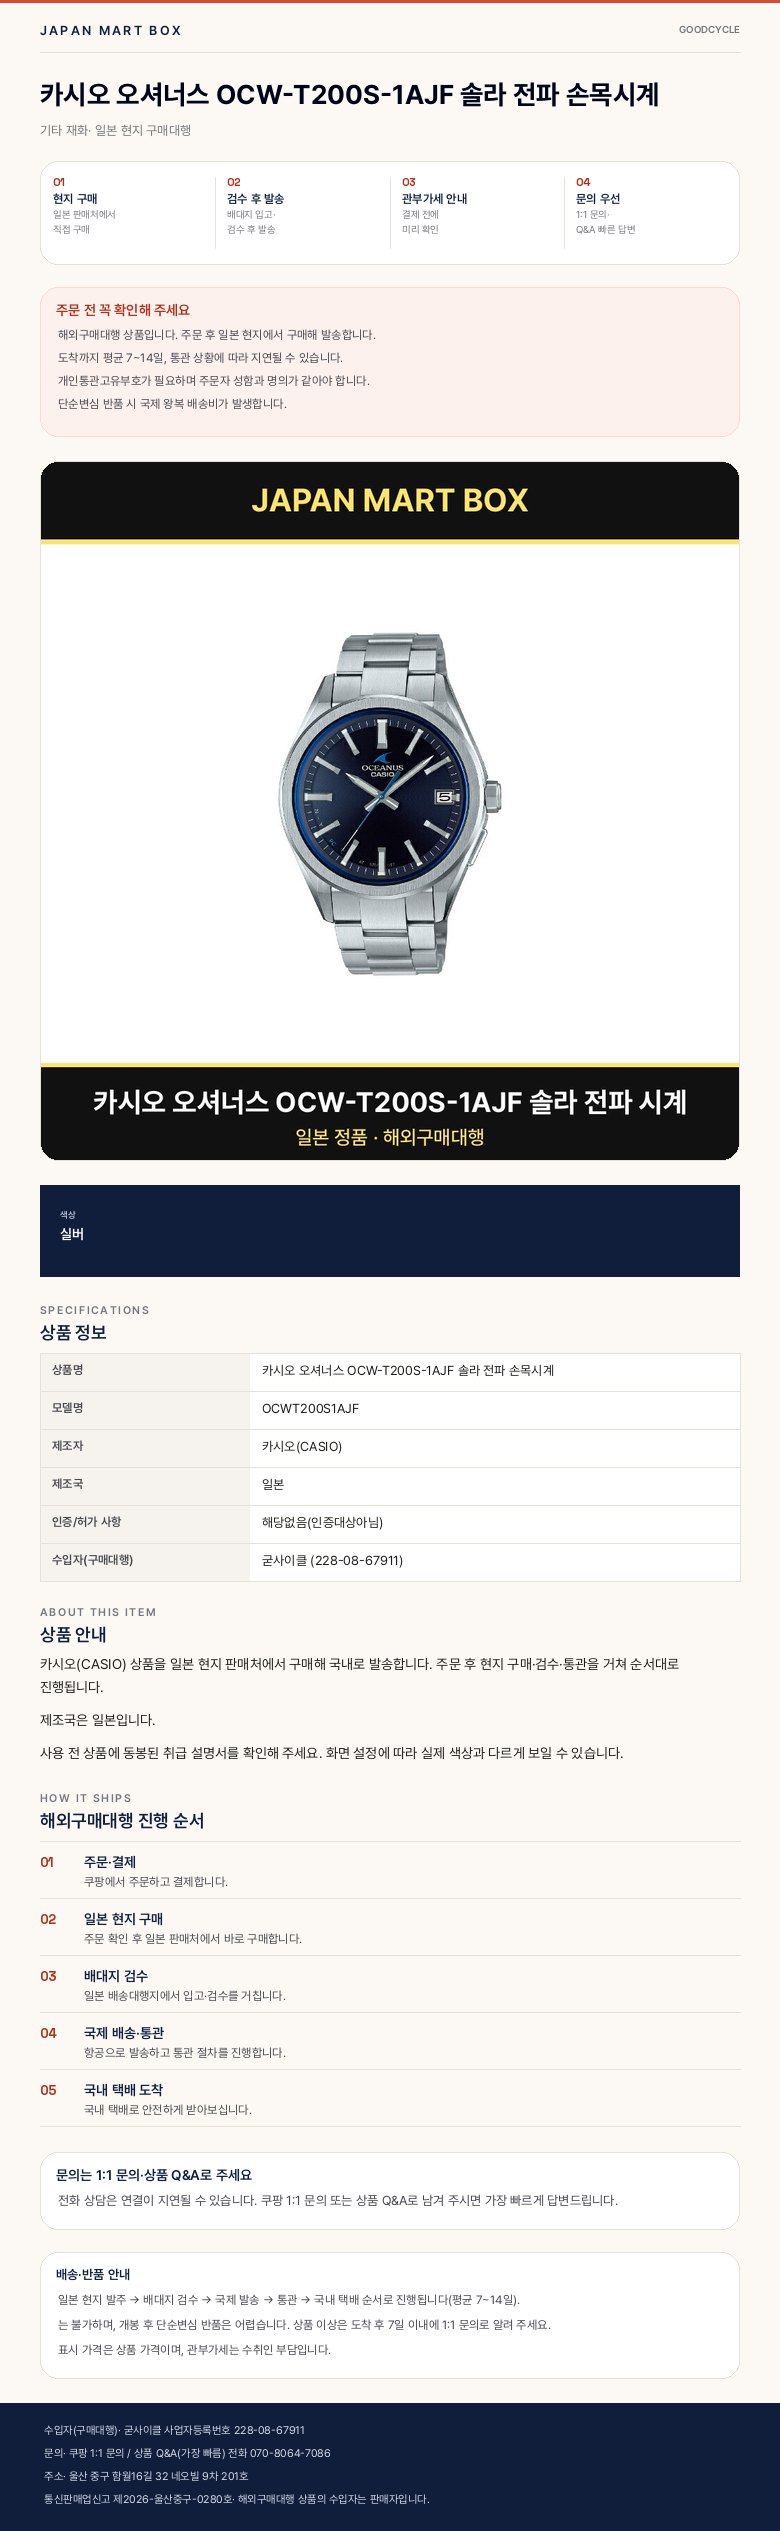 JAPAN MART BOX
GOODCYCLE
카시오 오셔너스 OCW-T200S-1AJF 솔라 전파 손목시계
기타 재화· 일본 현지 구매대행
01
현지 구매
일본 판매처에서
직접 구매
02
검수 후 발송
배대지 입고·
검수 후 발송
03
관부가세 안내
결제 전에
미리 확인
04
문의 우선
1:1 문의·
Q&A 빠른 답변
주문 전 꼭 확인해 주세요
해외구매대행 상품입니다. 주문 후 일본 현지에서 구매해 발송합니다.
도착까지 평균 7~14일, 통관 상황에 따라 지연될 수 있습니다.
개인통관고유부호가 필요하며 주문자 성함과 명의가 같아야 합니다.
단순변심 반품 시 국제 왕복 배송비가 발생합니다.
JAPAN MART BOX
OCEANUS
CASIO
5
카시오 오셔너스 OCW-T200S-1AJF 솔라 전파 시계
일본 정품 · 해외구매대행
색상
실버
SPECIFICATIONS
상품 정보
상품명 카시오 오셔너스 OCW-T200S-1AJF 솔라 전파 손목시계
모델명 OCWT200S1AJF
제조자 카시오(CASIO)
제조국 일본
인증/허가 사항 해당없음(인증대상아님)
수입자(구매대행) 굳사이클 (228-08-67911)
ABOUT THIS ITEM
상품 안내
카시오(CASIO) 상품을 일본 현지 판매처에서 구매해 국내로 발송합니다. 주문 후 현지 구매·검수·통관을 거쳐 순서대로
진행됩니다.
제조국은 일본입니다.
사용 전 상품에 동봉된 취급 설명서를 확인해 주세요. 화면 설정에 따라 실제 색상과 다르게 보일 수 있습니다.
HOW IT SHIPS
해외구매대행 진행 순서
01 주문·결제
쿠팡에서 주문하고 결제합니다.
02 일본 현지 구매
주문 확인 후 일본 판매처에서 바로 구매합니다.
03 배대지 검수
일본 배송대행지에서 입고·검수를 거칩니다.
04 국제 배송·통관
항공으로 발송하고 통관 절차를 진행합니다.
05 국내 택배 도착
국내 택배로 안전하게 받아보십니다.
문의는 1:1 문의·상품 Q&A로 주세요
전화 상담은 연결이 지연될 수 있습니다. 쿠팡 1:1 문의 또는 상품 Q&A로 남겨 주시면 가장 빠르게 답변드립니다.
배송·반품 안내
일본 현지 발주 → 배대지 검수 → 국제 발송 → 통관 → 국내 택배 순서로 진행됩니다(평균 7~14일).
는 불가하며, 개봉 후 단순변심 반품은 어렵습니다. 상품 이상은 도착 후 7일 이내에 1:1 문의로 알려 주세요.
표시 가격은 상품 가격이며, 관부가세는 수취인 부담입니다.
수입자(구매대행)· 굳사이클 사업자등록번호 228-08-67911
문의· 쿠팡 1:1 문의 / 상품 Q&A(가장 빠름) 전화 070-8064-7086
주소· 울산 중구 함월16길 32 네오빌 9차 201호
통신판매업신고 제2026-울산중구-0280호· 해외구매대행 상품의 수입자는 판매자입니다.